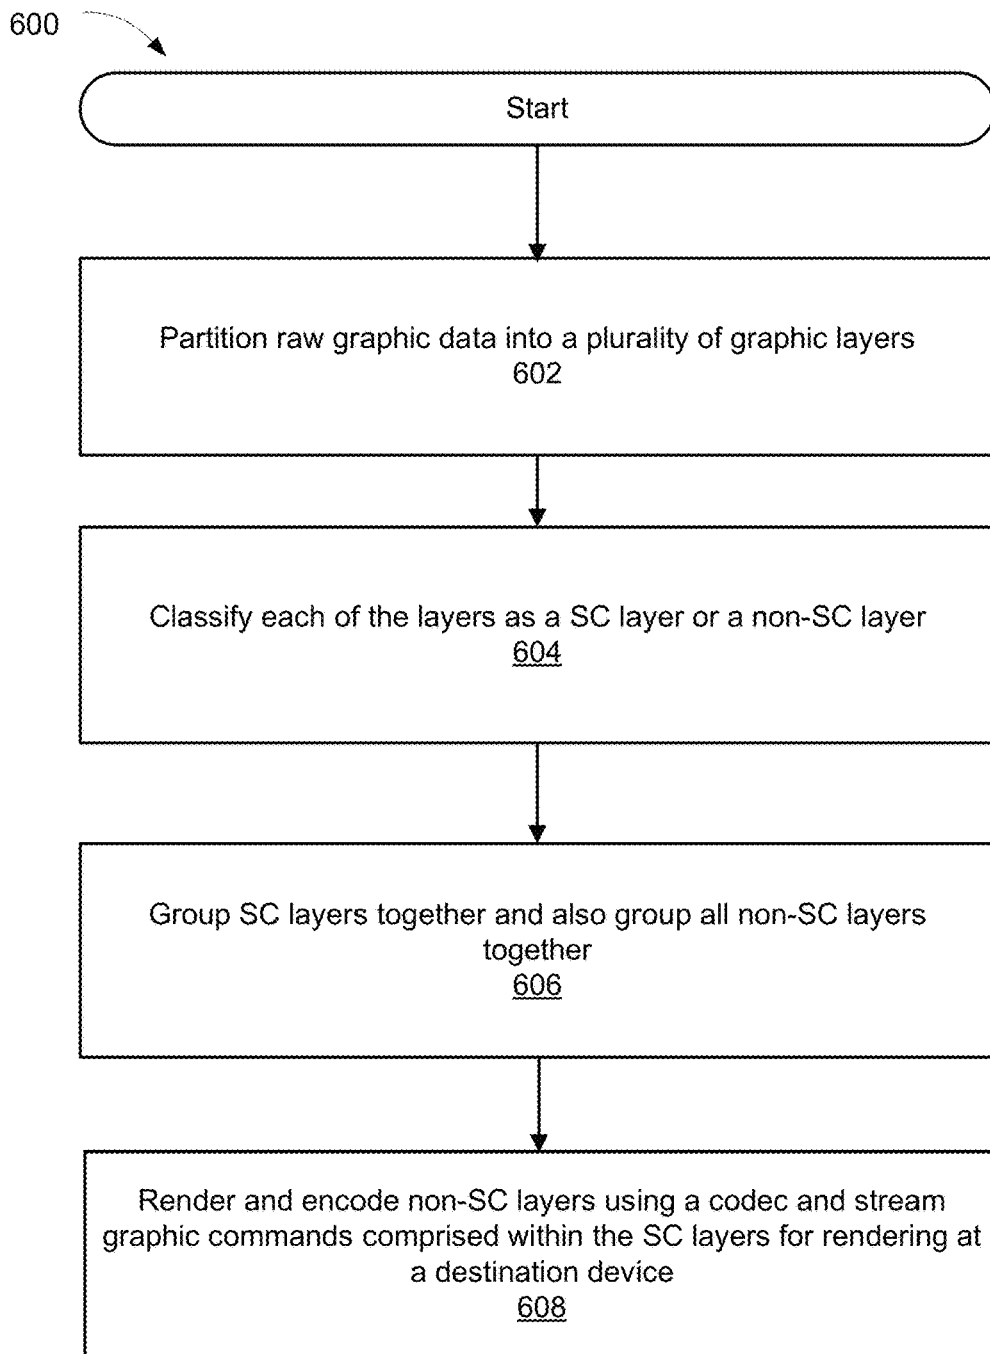 600
Start
Partition raw graphic data into a plurality of graphic layers
602
Classify each of the layers as a SC layer or a non-SC layer
604
Group SC layers together and also group all non-SC layers
together
606
Render and encode non-SC layers using a codec and stream
graphic commands comprised within the SC layers for rendering at
a destination device
608